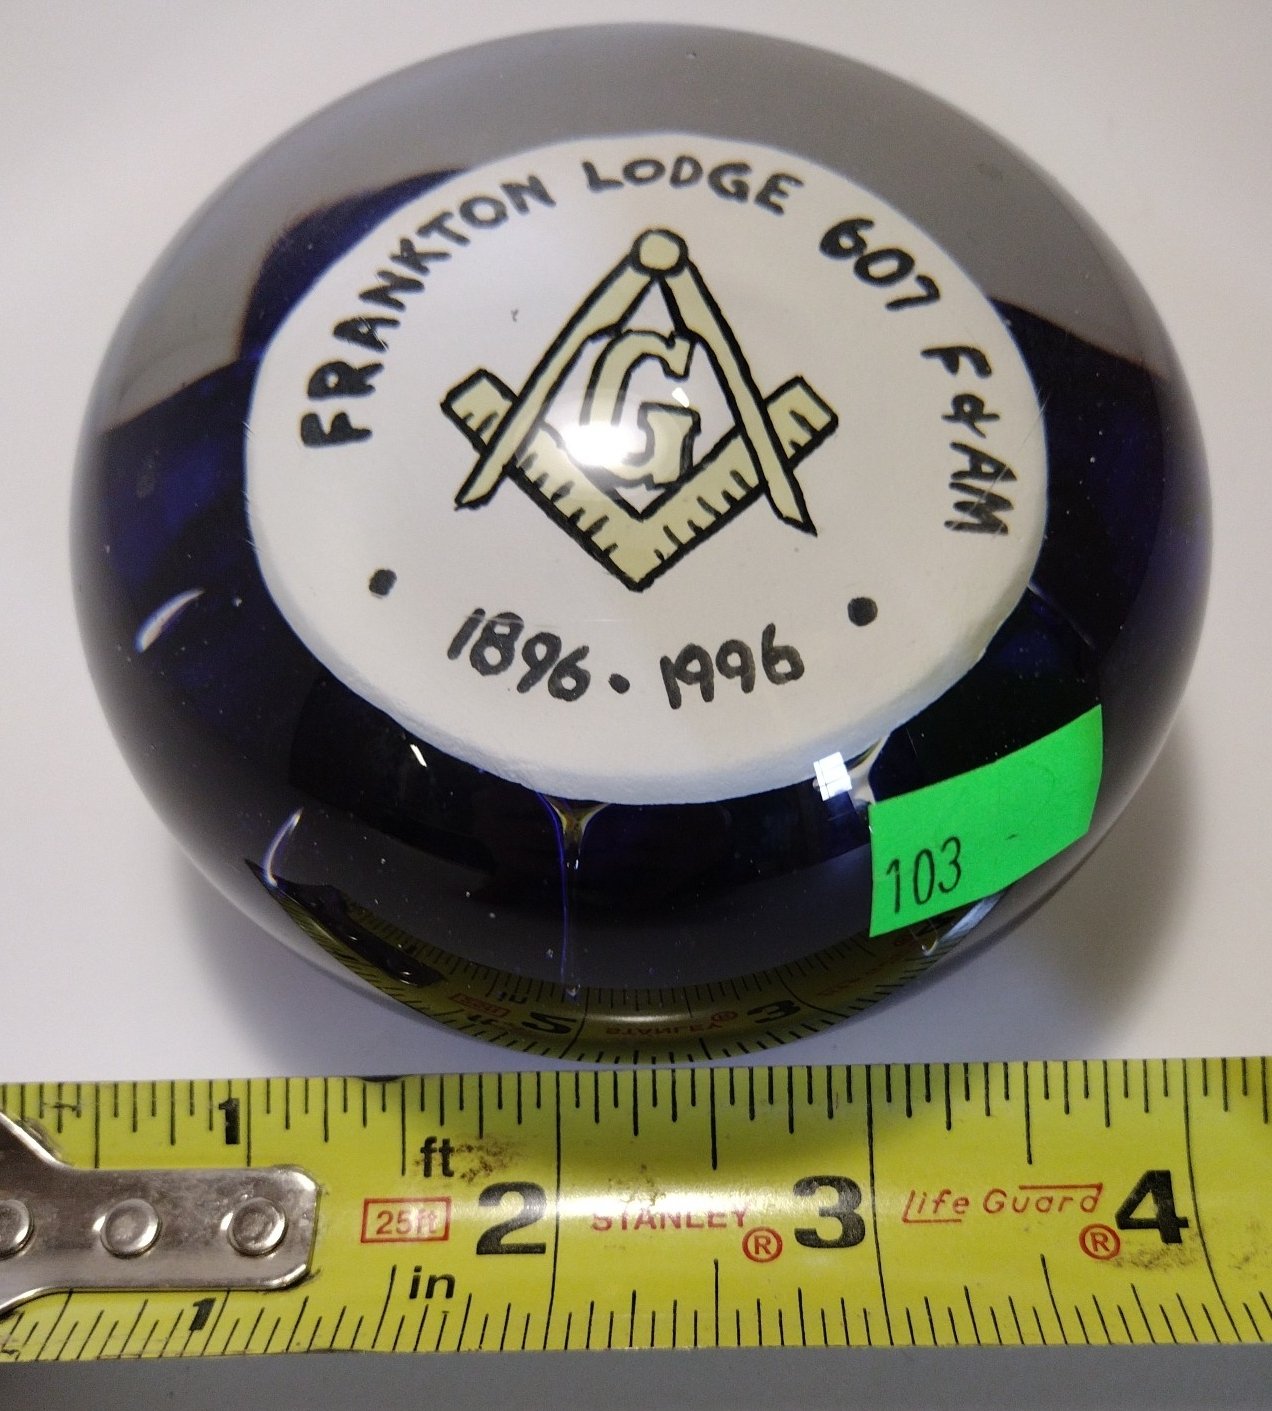 FRANKTON LODGE 607 F&AM
G
• 1896 • 1996 •
103
1 ft 2 3 4
25ft STANLEY® Life Guard®
1 in